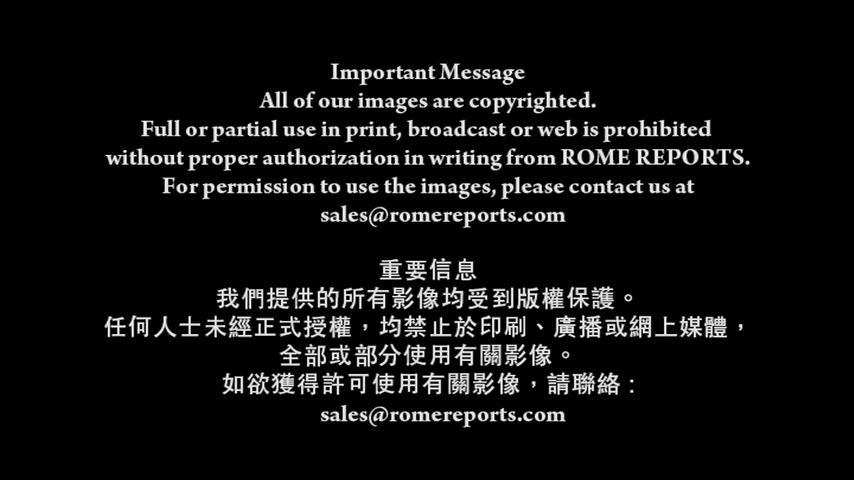 Important Message
All of our images are copyrighted.
Full or partial use in print, broadcast or web is prohibited
without proper authorization in writing from ROME REPORTS.
For permission to use the images, please contact us at
sales@romereports.com
重要信息
我們提供的所有影像均受到版權保護。
任何人士未經正式授權，均禁止於印刷、廣播或網上媒體，
全部或部分使用有關影像。
如欲獲得許可使用有關影像，請聯絡：
sales@romereports.com